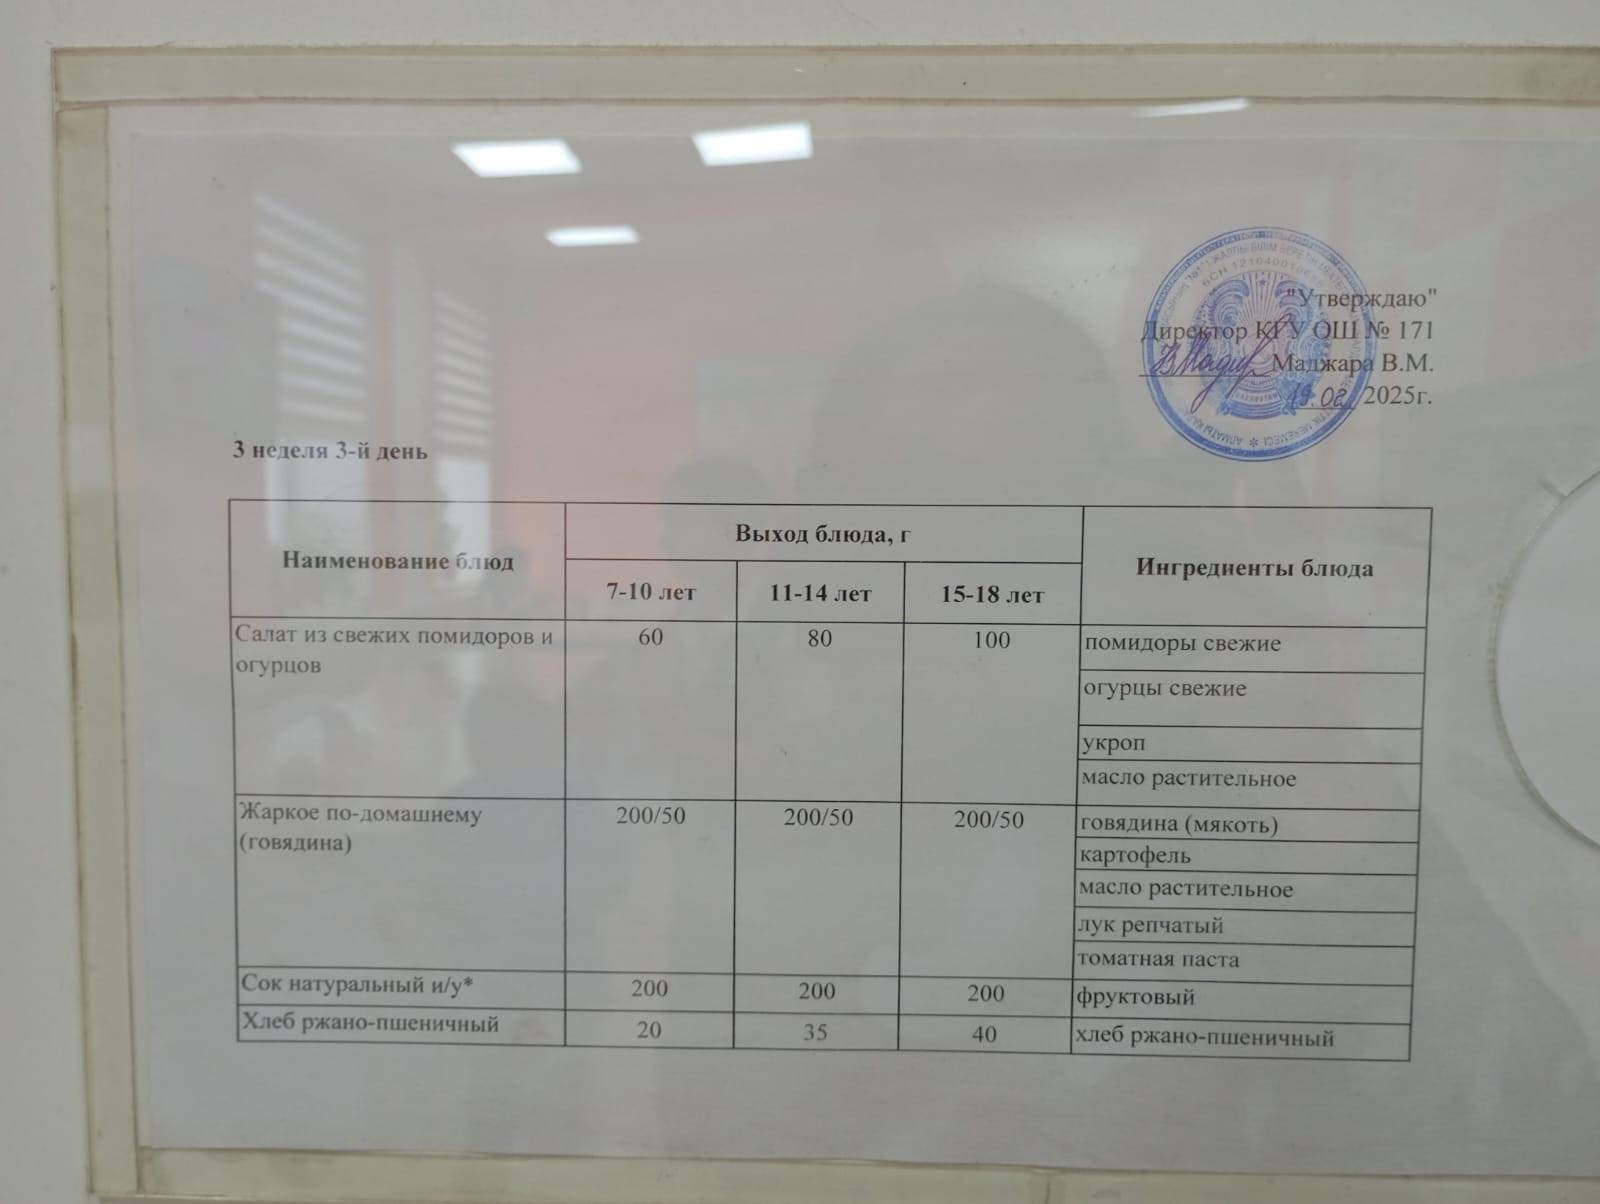 "Утверждаю"
Директор КГУ ОШ № 171
Маджара В.М.
19.08. 2025г.
3 неделя 3-й день
Наименование блюд
Выход блюда, г
Ингредиенты блюда
7-10 лет
11-14 лет
15-18 лет
Салат из свежих помидоров и
огурцов
60
80
100
помидоры свежие
огурцы свежие
укроп
масло растительное
Жаркое по-домашнему
(говядина)
200/50
200/50
200/50
говядина (мякоть)
картофель
масло растительное
лук репчатый
томатная паста
Сок натуральный и/у*
200
200
200
фруктовый
Хлеб ржано-пшеничный
20
35
40
хлеб ржано-пшеничный